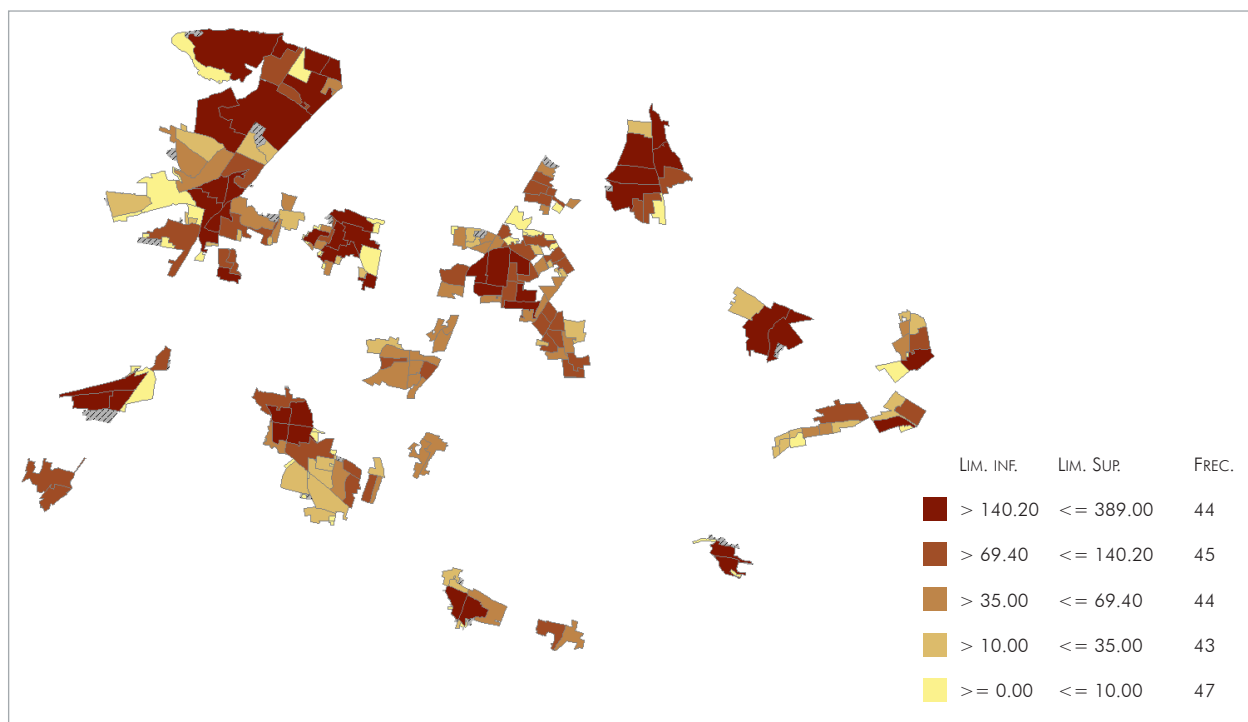 LIM. INF. LIM. SUP. FREC.
> 140.20 <= 389.00 44
> 69.40 <= 140.20 45
> 35.00 <= 69.40 44
> 10.00 <= 35.00 43
>= 0.00 <= 10.00 47